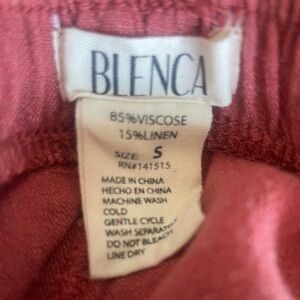 BLENCA
85%VISCOSE
15%LINEN
SIZE: S
RN#141515
MADE IN CHINA
HECHO EN CHINA
MACHINE WASH
COLD
GENTLE CYCLE
WASH SEPARATELY
DO NOT BLEACH
LINE DRY